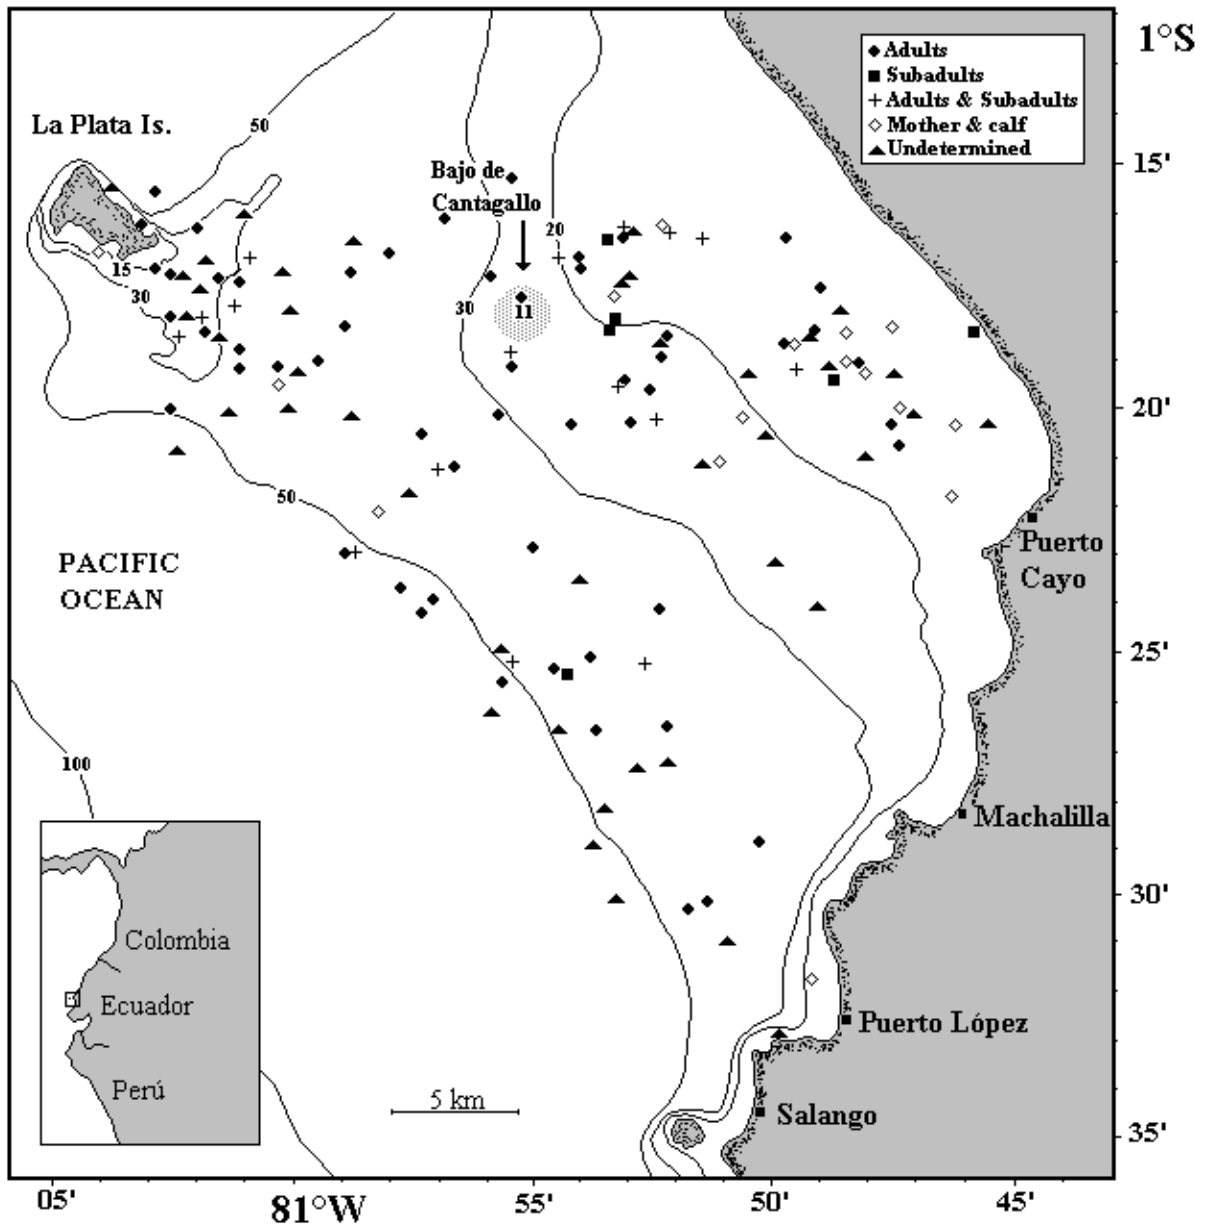 1°S
Adults
Subadults
Adults & Subadults
Mother & calf
Undetermined
La Plata Is.
50
15'
Bajo de
Cantagallo
20
15
30
30
11
20'
50
PACIFIC
OCEAN
Puerto
Cayo
25'
100
Machalilla
30'
Colombia
Ecuador
Perú
Puerto López
5 km
Salango
35'
05'
81°W
55'
50'
45'